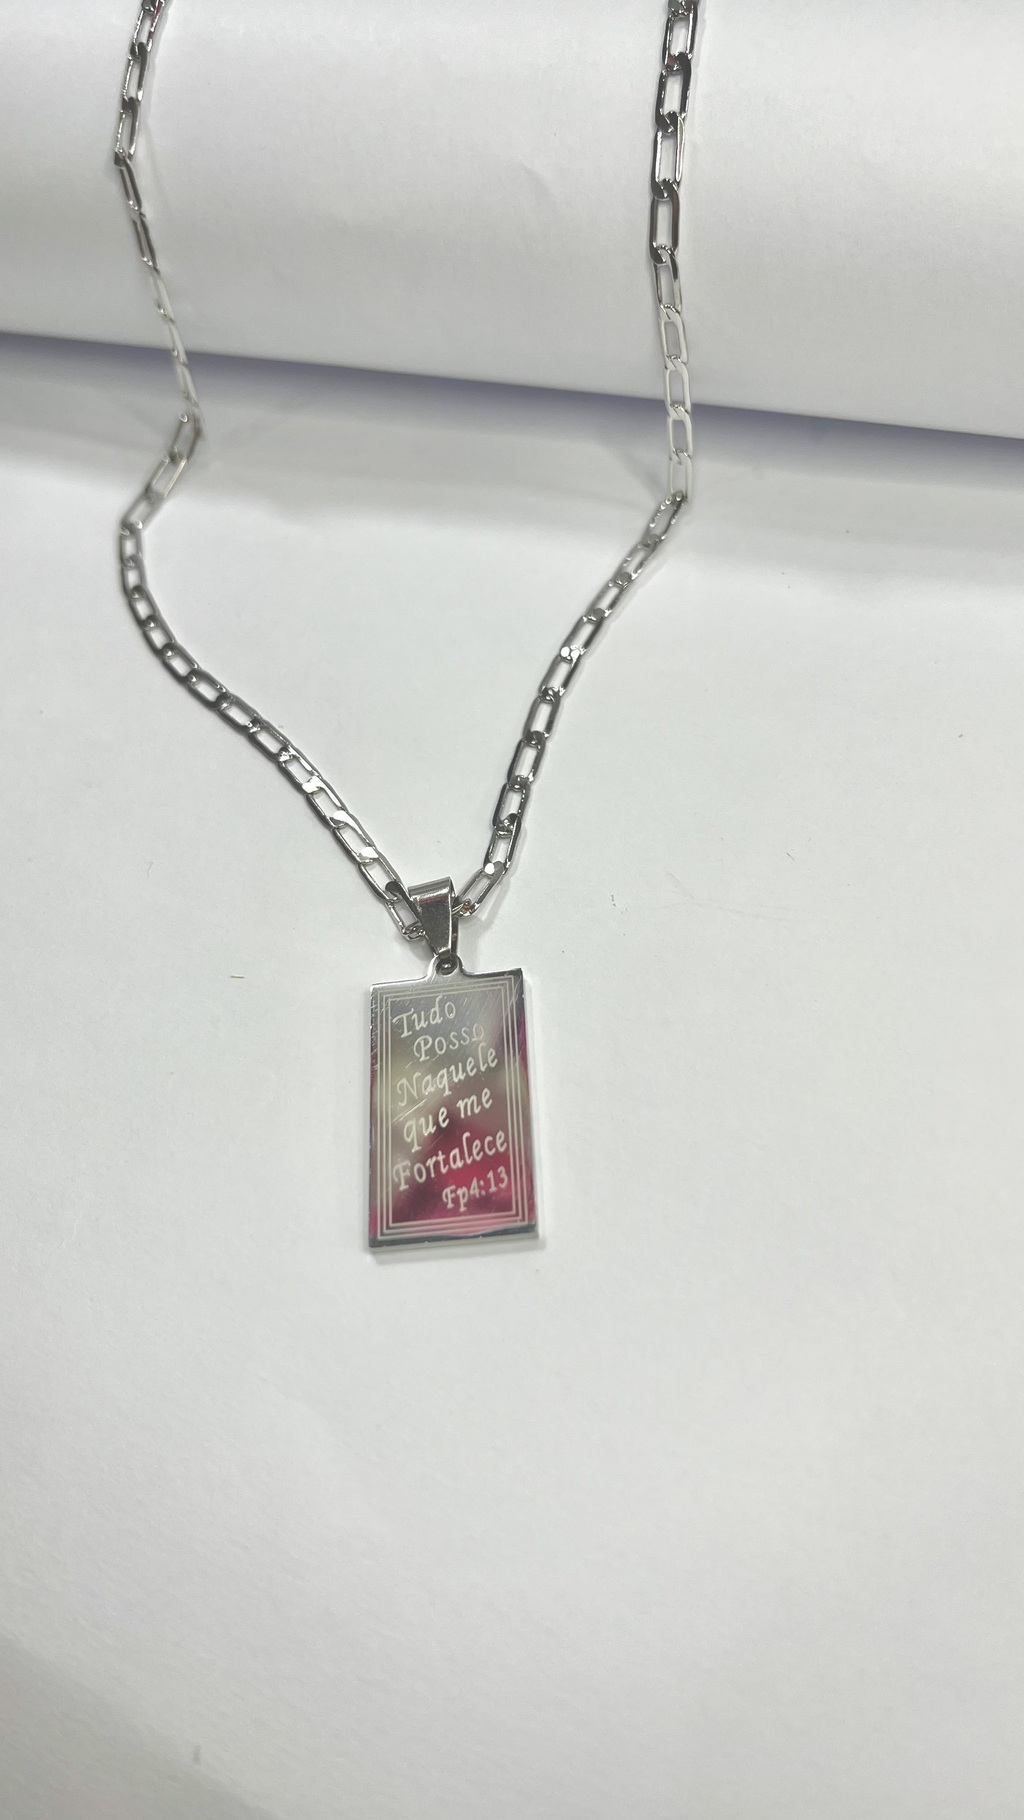 Tudo
Posso
Naquele
que me
Fortalece
Fp4:13